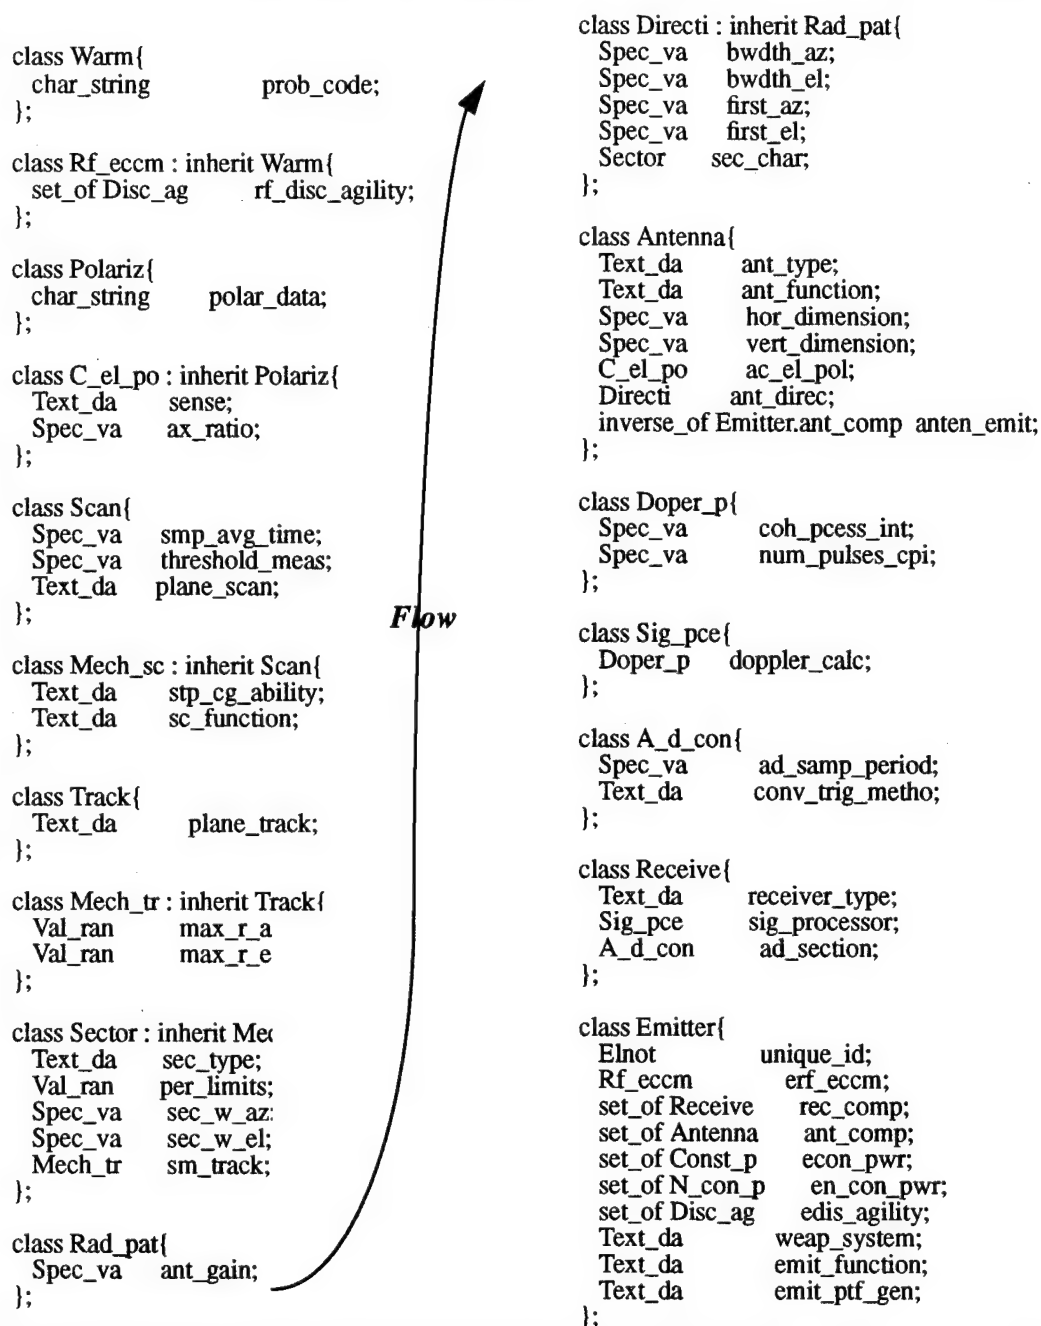 class Warm{
char_string prob_code;
};
class Rf_eccm : inherit Warm{
set_of Disc_ag rf_disc_agility;
};
class Polariz{
char_string polar_data;
};
class C_el_po : inherit Polariz{
Text_da sense;
Spec_va ax_ratio;
};
class Scan{
Spec_va smp_avg_time;
Spec_va threshold_meas;
Text_da plane_scan;
};
class Mech_sc : inherit Scan{
Text_da stp_cg_ability;
Text_da sc_function;
};
class Track{
Text_da plane_track;
};
class Mech_tr : inherit Track{
Val_ran max_r_a
Val_ran max_r_e
};
class Sector : inherit Mec
Text_da sec_type;
Val_ran per_limits;
Spec_va sec_w_az;
Spec_va sec_w_el;
Mech_tr sm_track;
};
class Rad_pat{
Spec_va ant_gain;
};
Flow
class Directi : inherit Rad_pat{
Spec_va bwdth_az;
Spec_va bwdth_el;
Spec_va first_az;
Spec_va first_el;
Sector sec_char;
};
class Antenna{
Text_da ant_type;
Text_da ant_function;
Spec_va hor_dimension;
Spec_va vert_dimension;
C_el_po ac_el_pol;
Directi ant_direc;
inverse_of Emitter.ant_comp anten_emit;
};
class Doper_p{
Spec_va coh_pcess_int;
Spec_va num_pulses_cpi;
};
class Sig_pce{
Doper_p doppler_calc;
};
class A_d_con{
Spec_va ad_samp_period;
Text_da conv_trig_metho;
};
class Receive{
Text_da receiver_type;
Sig_pce sig_processor;
A_d_con ad_section;
};
class Emitter{
Elnot unique_id;
Rf_eccm erf_eccm;
set_of Receive rec_comp;
set_of Antenna ant_comp;
set_of Const_p econ_pwr;
set_of N_con_p en_con_pwr;
set_of Disc_ag edis_agility;
Text_da weap_system;
Text_da emit_function;
Text_da emit_ptf_gen;
};